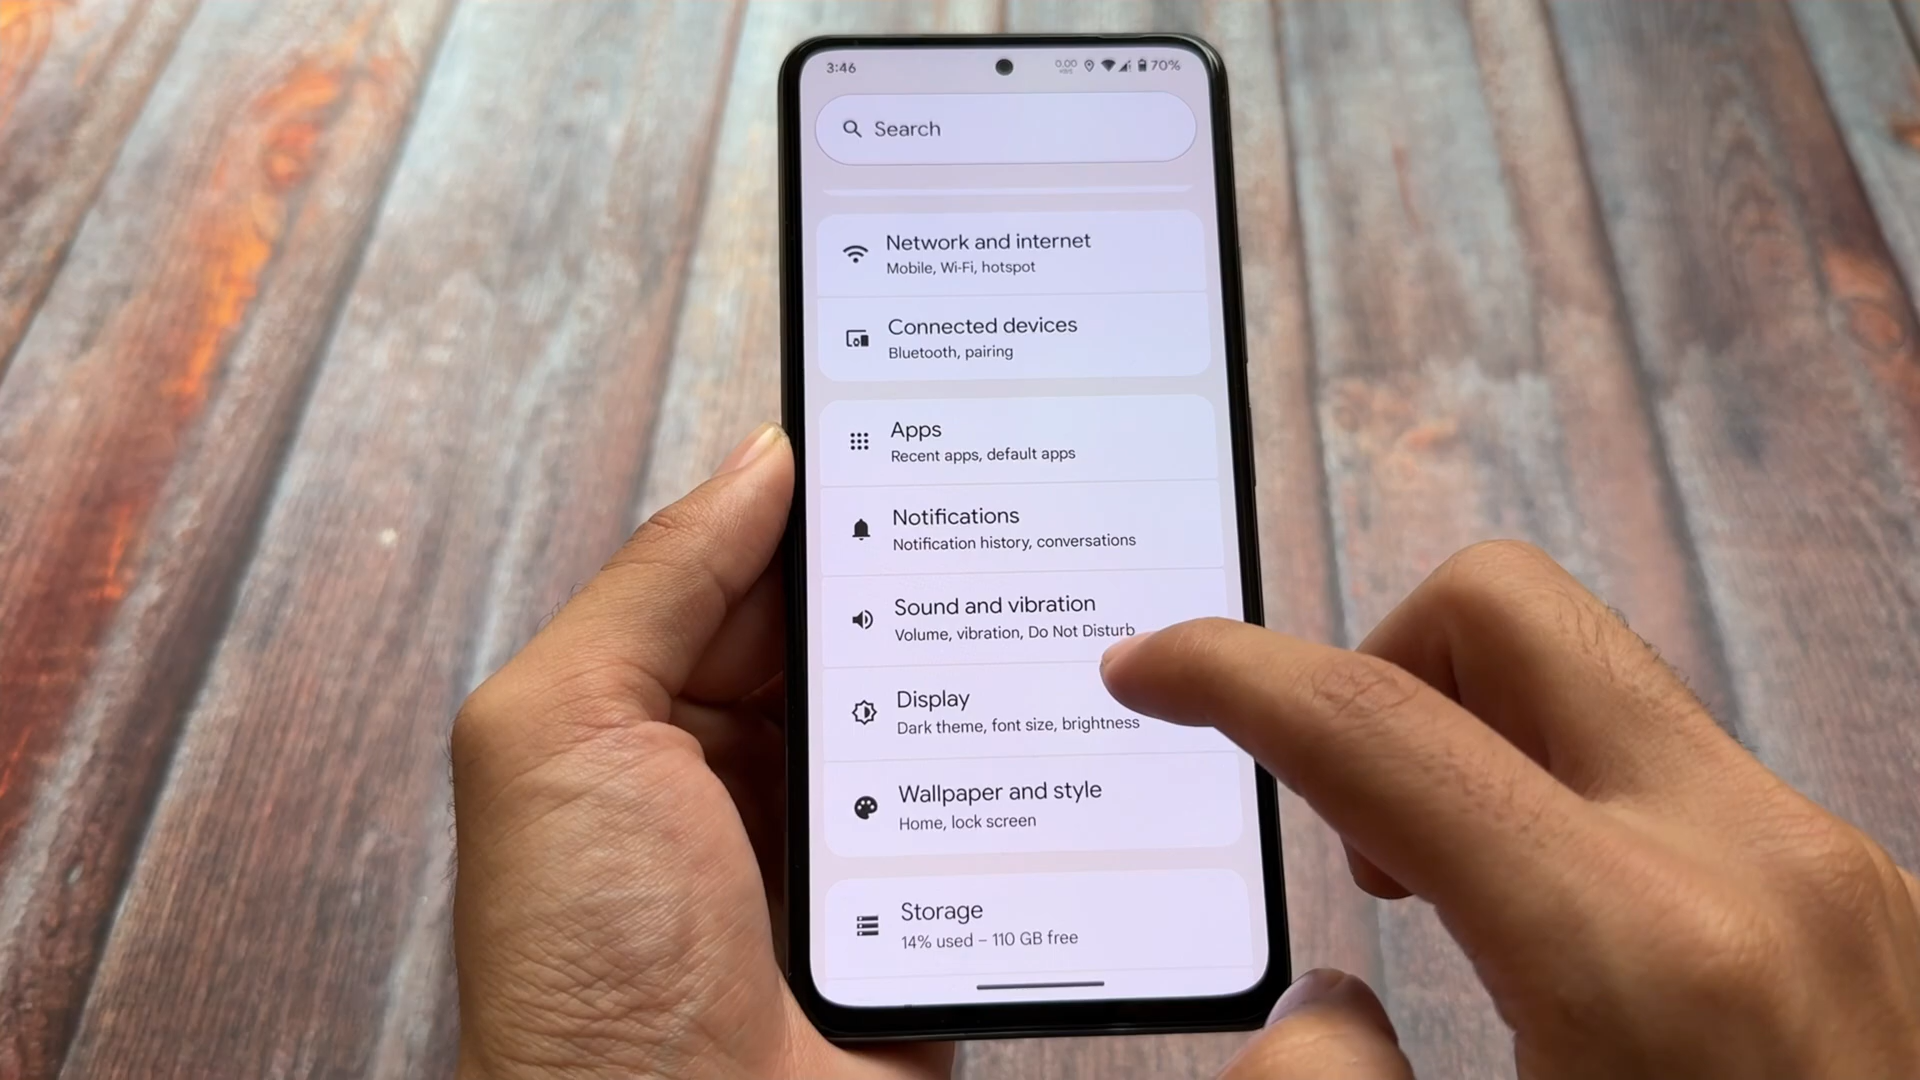 3:46
0.00
70%
Search
Network and internet
Mobile, Wi-Fi, hotspot
Connected devices
Bluetooth, pairing
Apps
Recent apps, default apps
Notifications
Notification history, conversations
Sound and vibration
Volume, vibration, Do Not Disturb
Display
Dark theme, font size, brightness
Wallpaper and style
Home, lock screen
Storage
14% used – 110 GB free